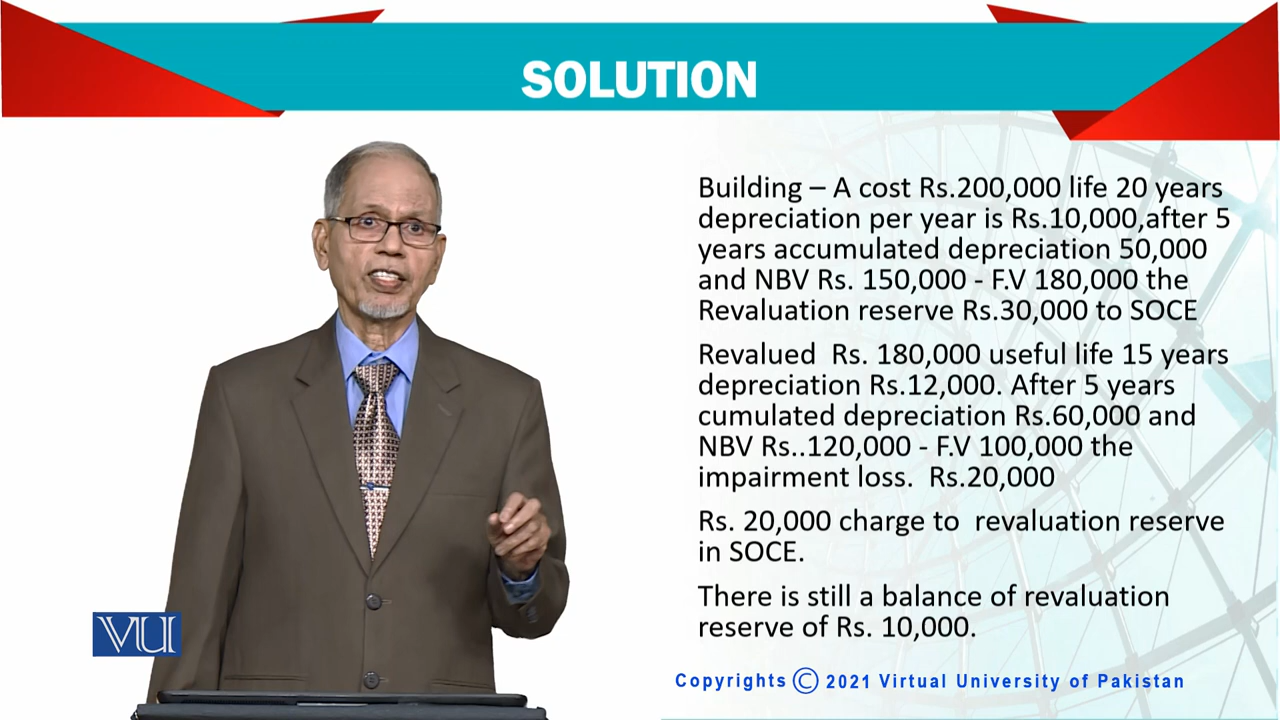 SOLUTION
Building – A cost Rs.200,000 life 20 years
depreciation per year is Rs.10,000,after 5
years accumulated depreciation 50,000
and NBV Rs. 150,000 - F.V 180,000 the
Revaluation reserve Rs.30,000 to SOCE
Revalued Rs. 180,000 useful life 15 years
depreciation Rs.12,000. After 5 years
cumulated depreciation Rs.60,000 and
NBV Rs..120,000 - F.V 100,000 the
impairment loss. Rs.20,000
Rs. 20,000 charge to revaluation reserve
in SOCE.
There is still a balance of revaluation
reserve of Rs. 10,000.
VU
Copyrights © 2021 Virtual University of Pakistan